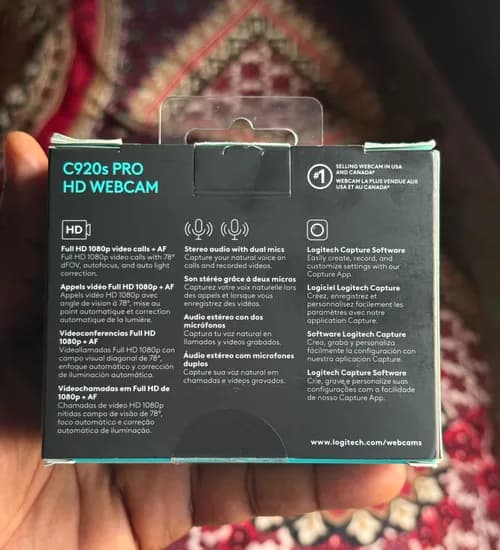 C920s PRO
HD WEBCAM
#1
SELLING WEBCAM IN USA
AND CANADA*
WEBCAM LA PLUS VENDUE AUX
USA ET AU CANADA*
HD
Full HD 1080p video calls + AF
Full HD 1080p video calls with 78°
dFOV, autofocus, and auto light
correction.
Appels vidéo Full HD 1080p + AF
Appels vidéo HD 1080p avec
angle de vision à 78°, mise au
point automatique et correction
automatique de la lumière.
Videoconferencias Full HD
1080p + AF
Videollamadas Full HD 1080p con
campo visual diagonal de 78°,
enfoque automático y corrección
de iluminación automática.
Videochamadas em Full HD de
1080p + AF
Chamadas de vídeo HD 1080p
nítidas campo de visão de 78°,
foco automático e correção
automática de iluminação.
Stereo audio with dual mics
Capture your natural voice on
calls and recorded videos.
Son stéréo grâce à deux micros
Capturez votre voix naturelle lors
des appels et lorsque vous
enregistrez des vidéos.
Audio estéreo con dos
micrófonos
Captura tu voz natural en
llamadas y videos grabados.
Áudio estéreo com microfones
duplos
Capture sua voz natural em
chamadas e vídeos gravados.
Logitech Capture Software
Easily create, record, and
customize settings with our
Capture App.
Logiciel Logitech Capture
Créez, enregistrez et
personnalisez facilement les
paramètres avec notre
application Capture.
Software Logitech Capture
Crea, graba y personaliza
fácilmente la configuración con
nuestra aplicación Capture.
Logitech Capture Software
Crie, grave e personalize suas
configurações com a facilidade
de nosso Capture App.
www.logitech.com/webcams